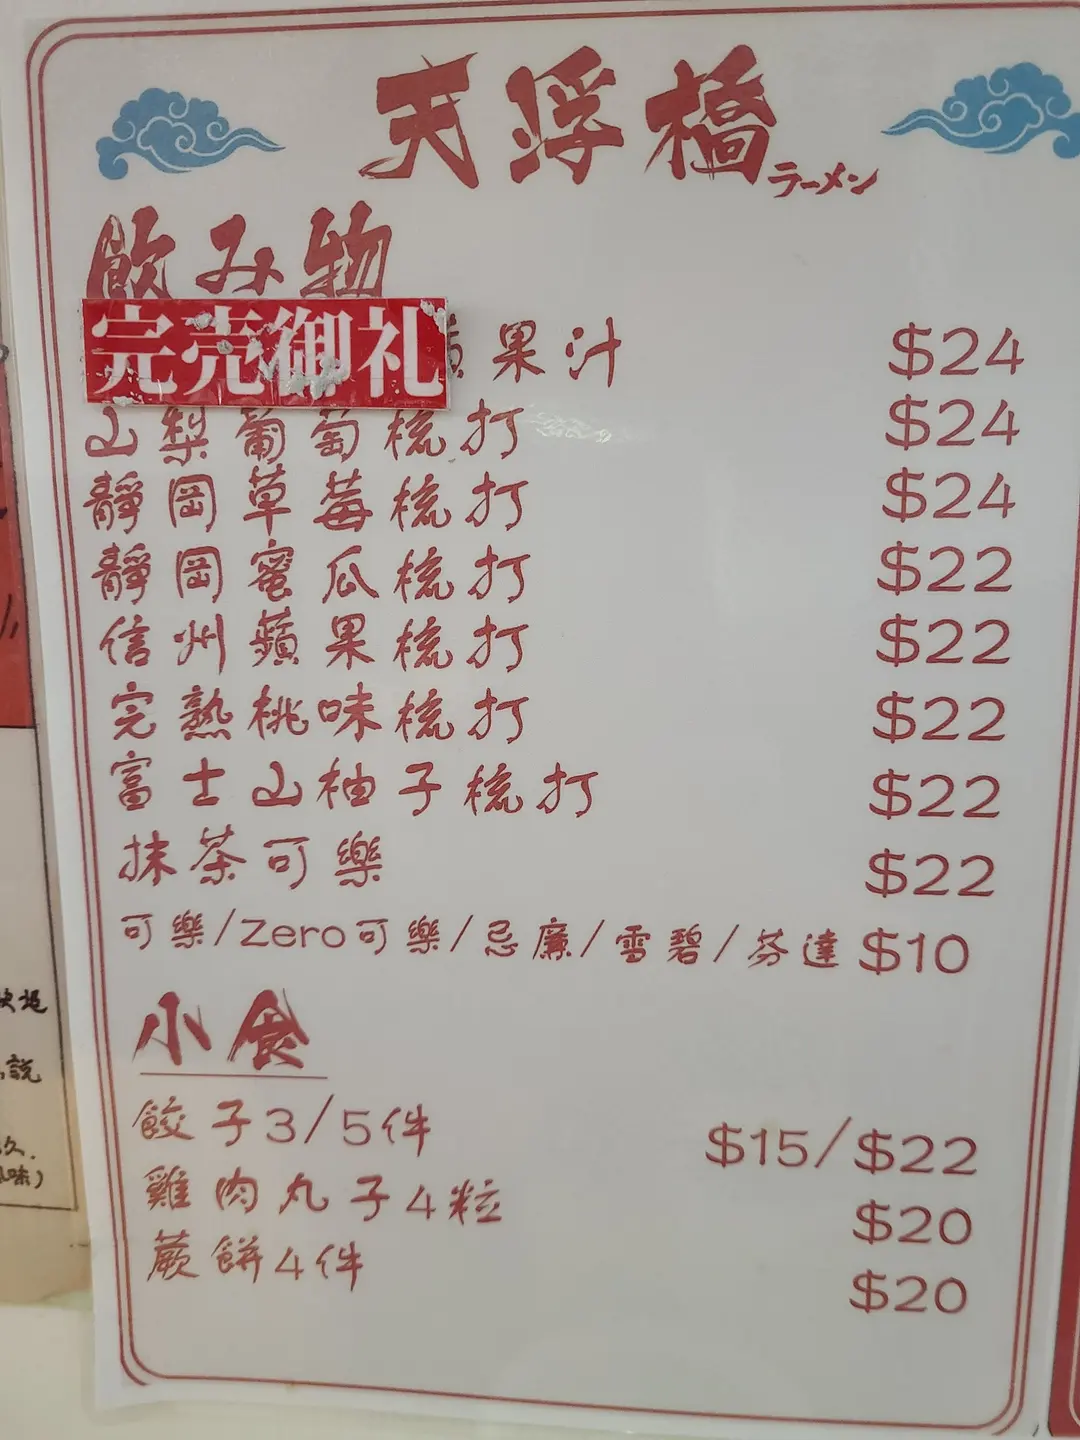 天浮橋
ラーメン
飲み物
完売御礼 蘋果汁 $24
山梨葡萄梳打 $24
靜岡草莓梳打 $24
靜岡蜜瓜梳打 $22
信州蘋果梳打 $22
完熟桃味梳打 $22
富士山柚子梳打 $22
抹茶可樂 $22
可樂/Zero可樂/忌廉/雪碧/芬達 $10
小食
餃子3/5件 $15/$22
雞肉丸子4粒 $20
蕨餅4件 $20